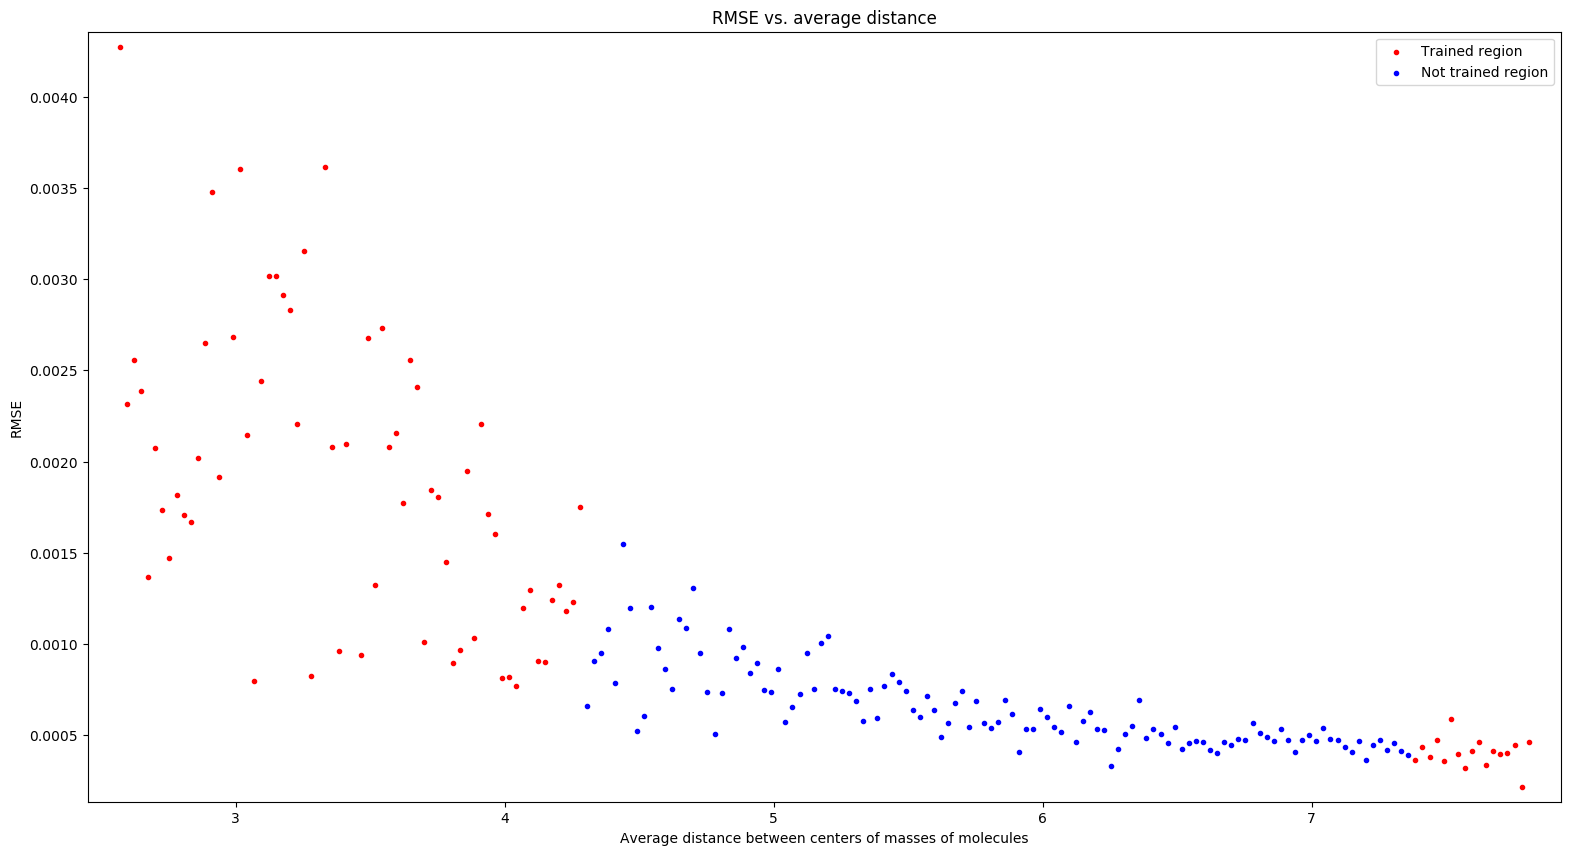 RMSE vs. average distance
Trained region
Not trained region
0.0040
0.0035
0.0030
0.0025
0.0020
0.0015
0.0010
0.0005
RMSE
3
4
5
6
7
Average distance between centers of masses of molecules